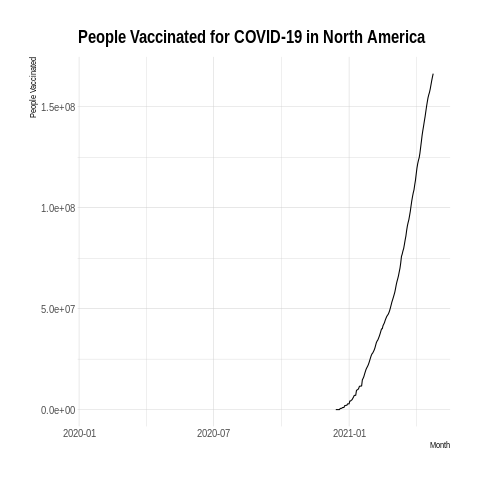 People Vaccinated for COVID-19 in North America
People Vaccinated
1.5e+08
1.0e+08
5.0e+07
0.0e+00
2020-01
2020-07
2021-01
Month